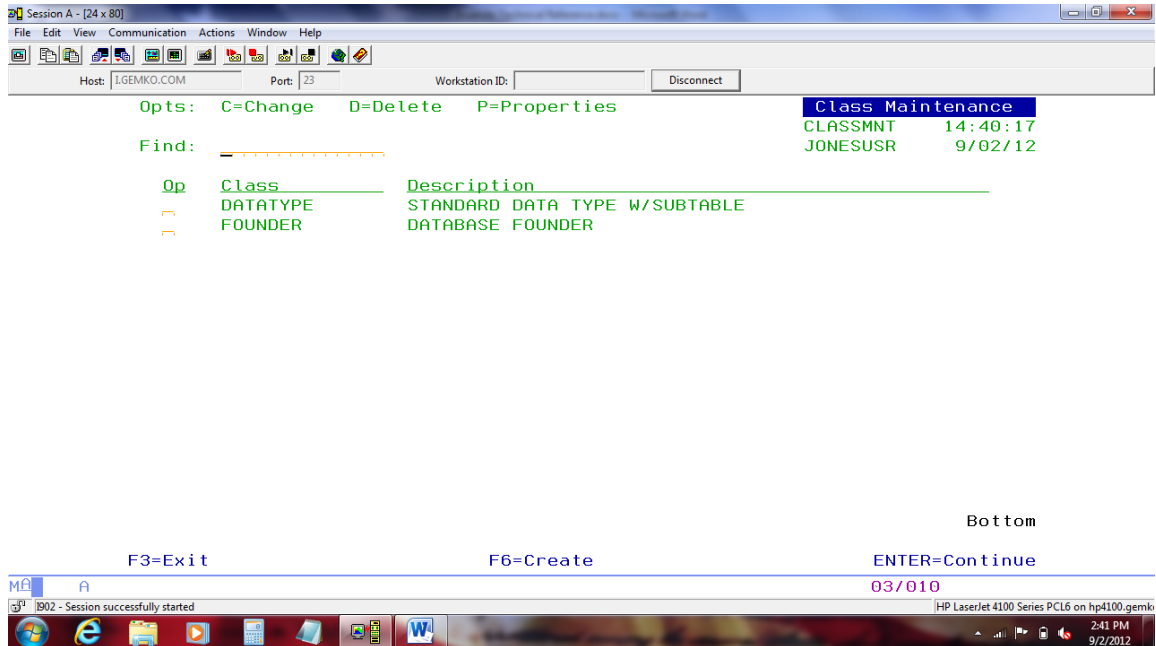 Session A - [24 x 80]
File Edit View Communication Actions Window Help
Host: I.GEMKO.COM Port: 23 Workstation ID: Disconnect
Opts: C=Change D=Delete P=Properties Class Maintenance
CLASSMNT 14:40:17
Find: JONESUSR 9/02/12
Op Class Description
DATATYPE STANDARD DATA TYPE W/SUBTABLE
FOUNDER DATABASE FOUNDER
Bottom
F3=Exit F6=Create ENTER=Continue
MA A 03/010
I902 - Session successfully started HP LaserJet 4100 Series PCL6 on hp4100.gemk
2:41 PM
9/2/2012